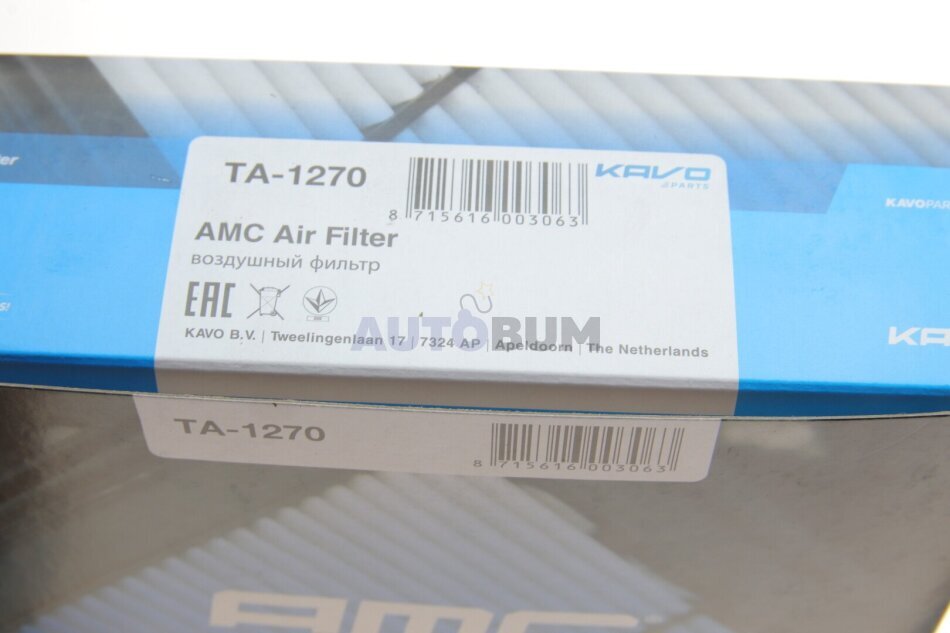 TA-1270
KAVO
PARTS
8 715616 003063
AMC Air Filter
воздушный фильтр
EAC
AUTOBUM
KAVO B.V. | Tweelingenlaan 17 | 7324 AP | Apeldoorn | The Netherlands
KAVOPAR
KA
TA-1270
8 715616 003063
AMC